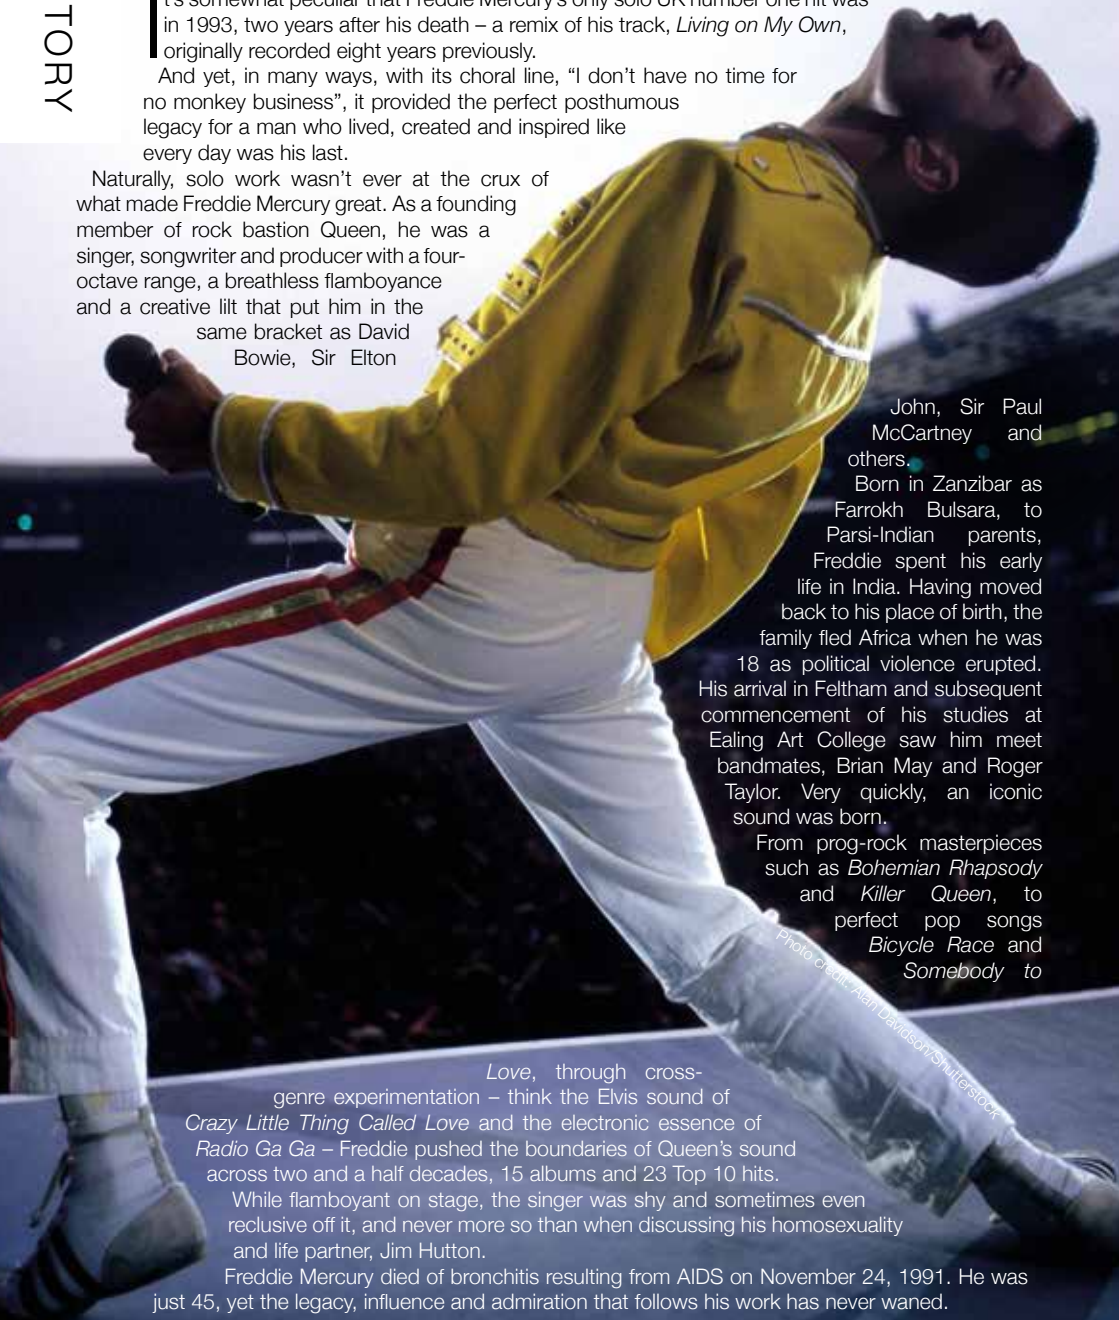 TORY
t's somewhat peculiar that Freddie Mercury's only solo UK number one hit was
in 1993, two years after his death – a remix of his track, Living on My Own,
originally recorded eight years previously.
And yet, in many ways, with its choral line, “I don't have no time for
no monkey business”, it provided the perfect posthumous
legacy for a man who lived, created and inspired like
every day was his last.
Naturally, solo work wasn't ever at the crux of
what made Freddie Mercury great. As a founding
member of rock bastion Queen, he was a
singer, songwriter and producer with a four-
octave range, a breathless flamboyance
and a creative lilt that put him in the
same bracket as David
Bowie, Sir Elton
John, Sir Paul
McCartney and
others.
Born in Zanzibar as
Farrokh Bulsara, to
Parsi-Indian parents,
Freddie spent his early
life in India. Having moved
back to his place of birth, the
family fled Africa when he was
18 as political violence erupted.
His arrival in Feltham and subsequent
commencement of his studies at
Ealing Art College saw him meet
bandmates, Brian May and Roger
Taylor. Very quickly, an iconic
sound was born.
From prog-rock masterpieces
such as Bohemian Rhapsody
and Killer Queen, to
perfect pop songs
Bicycle Race and
Somebody to
Love, through cross-
genre experimentation – think the Elvis sound of
Crazy Little Thing Called Love and the electronic essence of
Radio Ga Ga – Freddie pushed the boundaries of Queen's sound
across two and a half decades, 15 albums and 23 Top 10 hits.
While flamboyant on stage, the singer was shy and sometimes even
reclusive off it, and never more so than when discussing his homosexuality
and life partner, Jim Hutton.
Freddie Mercury died of bronchitis resulting from AIDS on November 24, 1991. He was
just 45, yet the legacy, influence and admiration that follows his work has never waned.
Photo credit: Alan Davidson/Shutterstock